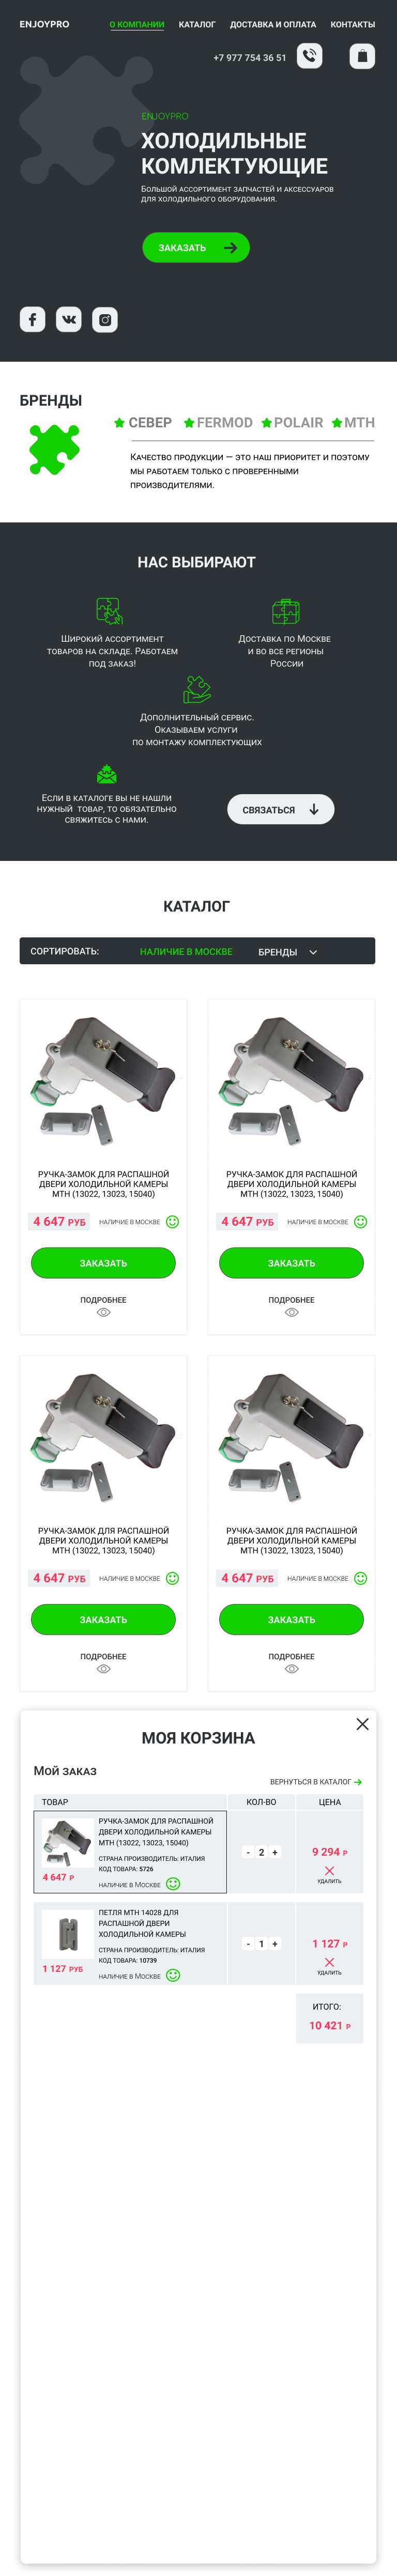 ENJOYPRO
О КОМПАНИИ КАТАЛОГ ДОСТАВКА И ОПЛАТА КОНТАКТЫ
+7 977 754 36 51
ENJOYPRO
ХОЛОДИЛЬНЫЕ
КОМЛЕКТУЮЩИЕ
Большой ассортимент запчастей и аксессуаров
для холодильного оборудования.
ЗАКАЗАТЬ
БРЕНДЫ
СЕВЕР FERMOD POLAIR MTH
Качество продукции — это наш приоритет и поэтому
мы работаем только с проверенными
производителями.
НАС ВЫБИРАЮТ
Широкий ассортимент
товаров на складе. Работаем
под заказ!
Доставка по Москве
и во все регионы
России
Дополнительный сервис.
Оказываем услуги
по монтажу комплектующих
Если в каталоге вы не нашли
нужный товар, то обязательно
свяжитесь с нами.
СВЯЗАТЬСЯ
КАТАЛОГ
СОРТИРОВАТЬ: НАЛИЧИЕ В МОСКВЕ БРЕНДЫ
РУЧКА-ЗАМОК ДЛЯ РАСПАШНОЙ
ДВЕРИ ХОЛОДИЛЬНОЙ КАМЕРЫ
МТН (13022, 13023, 15040)
4 647 РУБ НАЛИЧИЕ В МОСКВЕ
ЗАКАЗАТЬ
ПОДРОБНЕЕ
РУЧКА-ЗАМОК ДЛЯ РАСПАШНОЙ
ДВЕРИ ХОЛОДИЛЬНОЙ КАМЕРЫ
МТН (13022, 13023, 15040)
4 647 РУБ НАЛИЧИЕ В МОСКВЕ
ЗАКАЗАТЬ
ПОДРОБНЕЕ
РУЧКА-ЗАМОК ДЛЯ РАСПАШНОЙ
ДВЕРИ ХОЛОДИЛЬНОЙ КАМЕРЫ
МТН (13022, 13023, 15040)
4 647 РУБ НАЛИЧИЕ В МОСКВЕ
ЗАКАЗАТЬ
ПОДРОБНЕЕ
РУЧКА-ЗАМОК ДЛЯ РАСПАШНОЙ
ДВЕРИ ХОЛОДИЛЬНОЙ КАМЕРЫ
МТН (13022, 13023, 15040)
4 647 РУБ НАЛИЧИЕ В МОСКВЕ
ЗАКАЗАТЬ
ПОДРОБНЕЕ
МОЯ КОРЗИНА
Мой заказ
ВЕРНУТЬСЯ В КАТАЛОГ
ТОВАР КОЛ-ВО ЦЕНА
РУЧКА-ЗАМОК ДЛЯ РАСПАШНОЙ
ДВЕРИ ХОЛОДИЛЬНОЙ КАМЕРЫ
МТН (13022, 13023, 15040)
СТРАНА ПРОИЗВОДИТЕЛЬ: ИТАЛИЯ
КОД ТОВАРА: 5726
4 647 Р
наличие в Москве
- 2 +
9 294 Р
УДАЛИТЬ
ПЕТЛЯ МТН 14028 ДЛЯ
РАСПАШНОЙ ДВЕРИ
ХОЛОДИЛЬНОЙ КАМЕРЫ
СТРАНА ПРОИЗВОДИТЕЛЬ: ИТАЛИЯ
КОД ТОВАРА: 10739
1 127 РУБ
наличие в Москве
- 1 +
1 127 Р
УДАЛИТЬ
ИТОГО:
10 421 Р